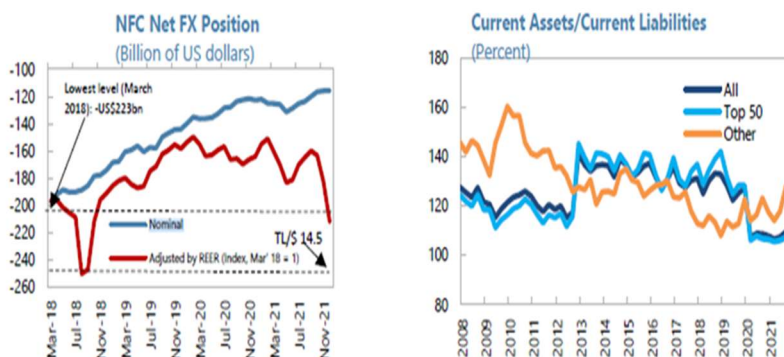 NFC Net FX Position
(Billion of US dollars)
-100
-120
-140
-160
-180
-200
-220
-240
-260
Lowest level (March
2018): -US$223bn
Nominal
Adjusted by REER (Index, Mar' 18 = 1)
TL/$ 14.5
Mar-18
Jul-18
Nov-18
Mar-19
Jul-19
Nov-19
Mar-20
Jul-20
Nov-20
Mar-21
Jul-21
Nov-21
Current Assets/Current Liabilities
(Percent)
180
160
140
120
100
80
All
Top 50
Other
2008
2009
2010
2011
2012
2013
2014
2015
2016
2017
2018
2019
2020
2021